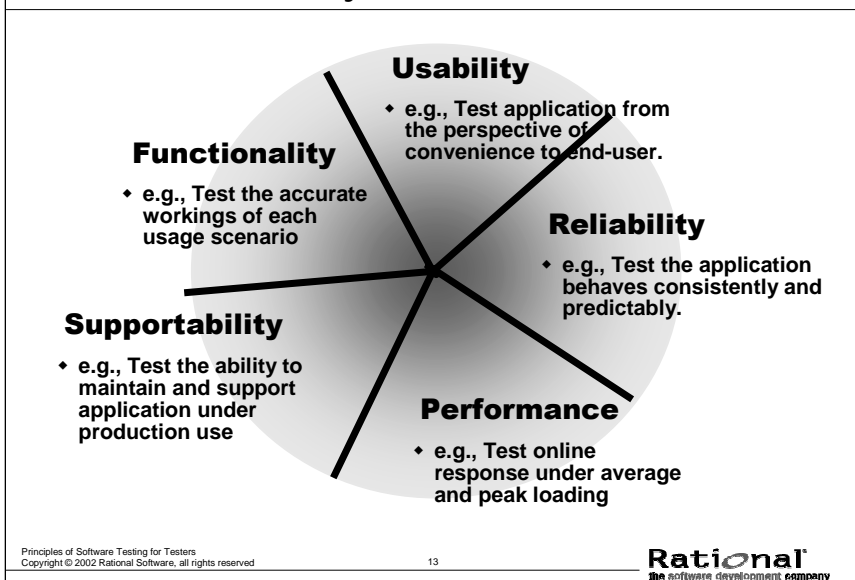 Usability
e.g., Test application from
the perspective of
convenience to end-user.
Functionality
e.g., Test the accurate
workings of each
usage scenario
Reliability
e.g., Test the application
behaves consistently and
predictably.
Supportability
e.g., Test the ability to
maintain and support
application under
production use
Performance
e.g., Test online
response under average
and peak loading
Principles of Software Testing for Testers
Copyright © 2002 Rational Software, all rights reserved
13
Rational
the software development company